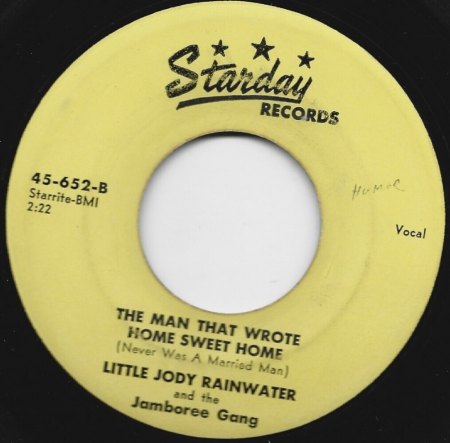 Starday
RECORDS
45-652-B
Starrite-BMI
2:22
Humor
Vocal
THE MAN THAT WROTE
HOME SWEET HOME
(Never Was A Married Man)
LITTLE JODY RAINWATER
and the
Jamboree Gang